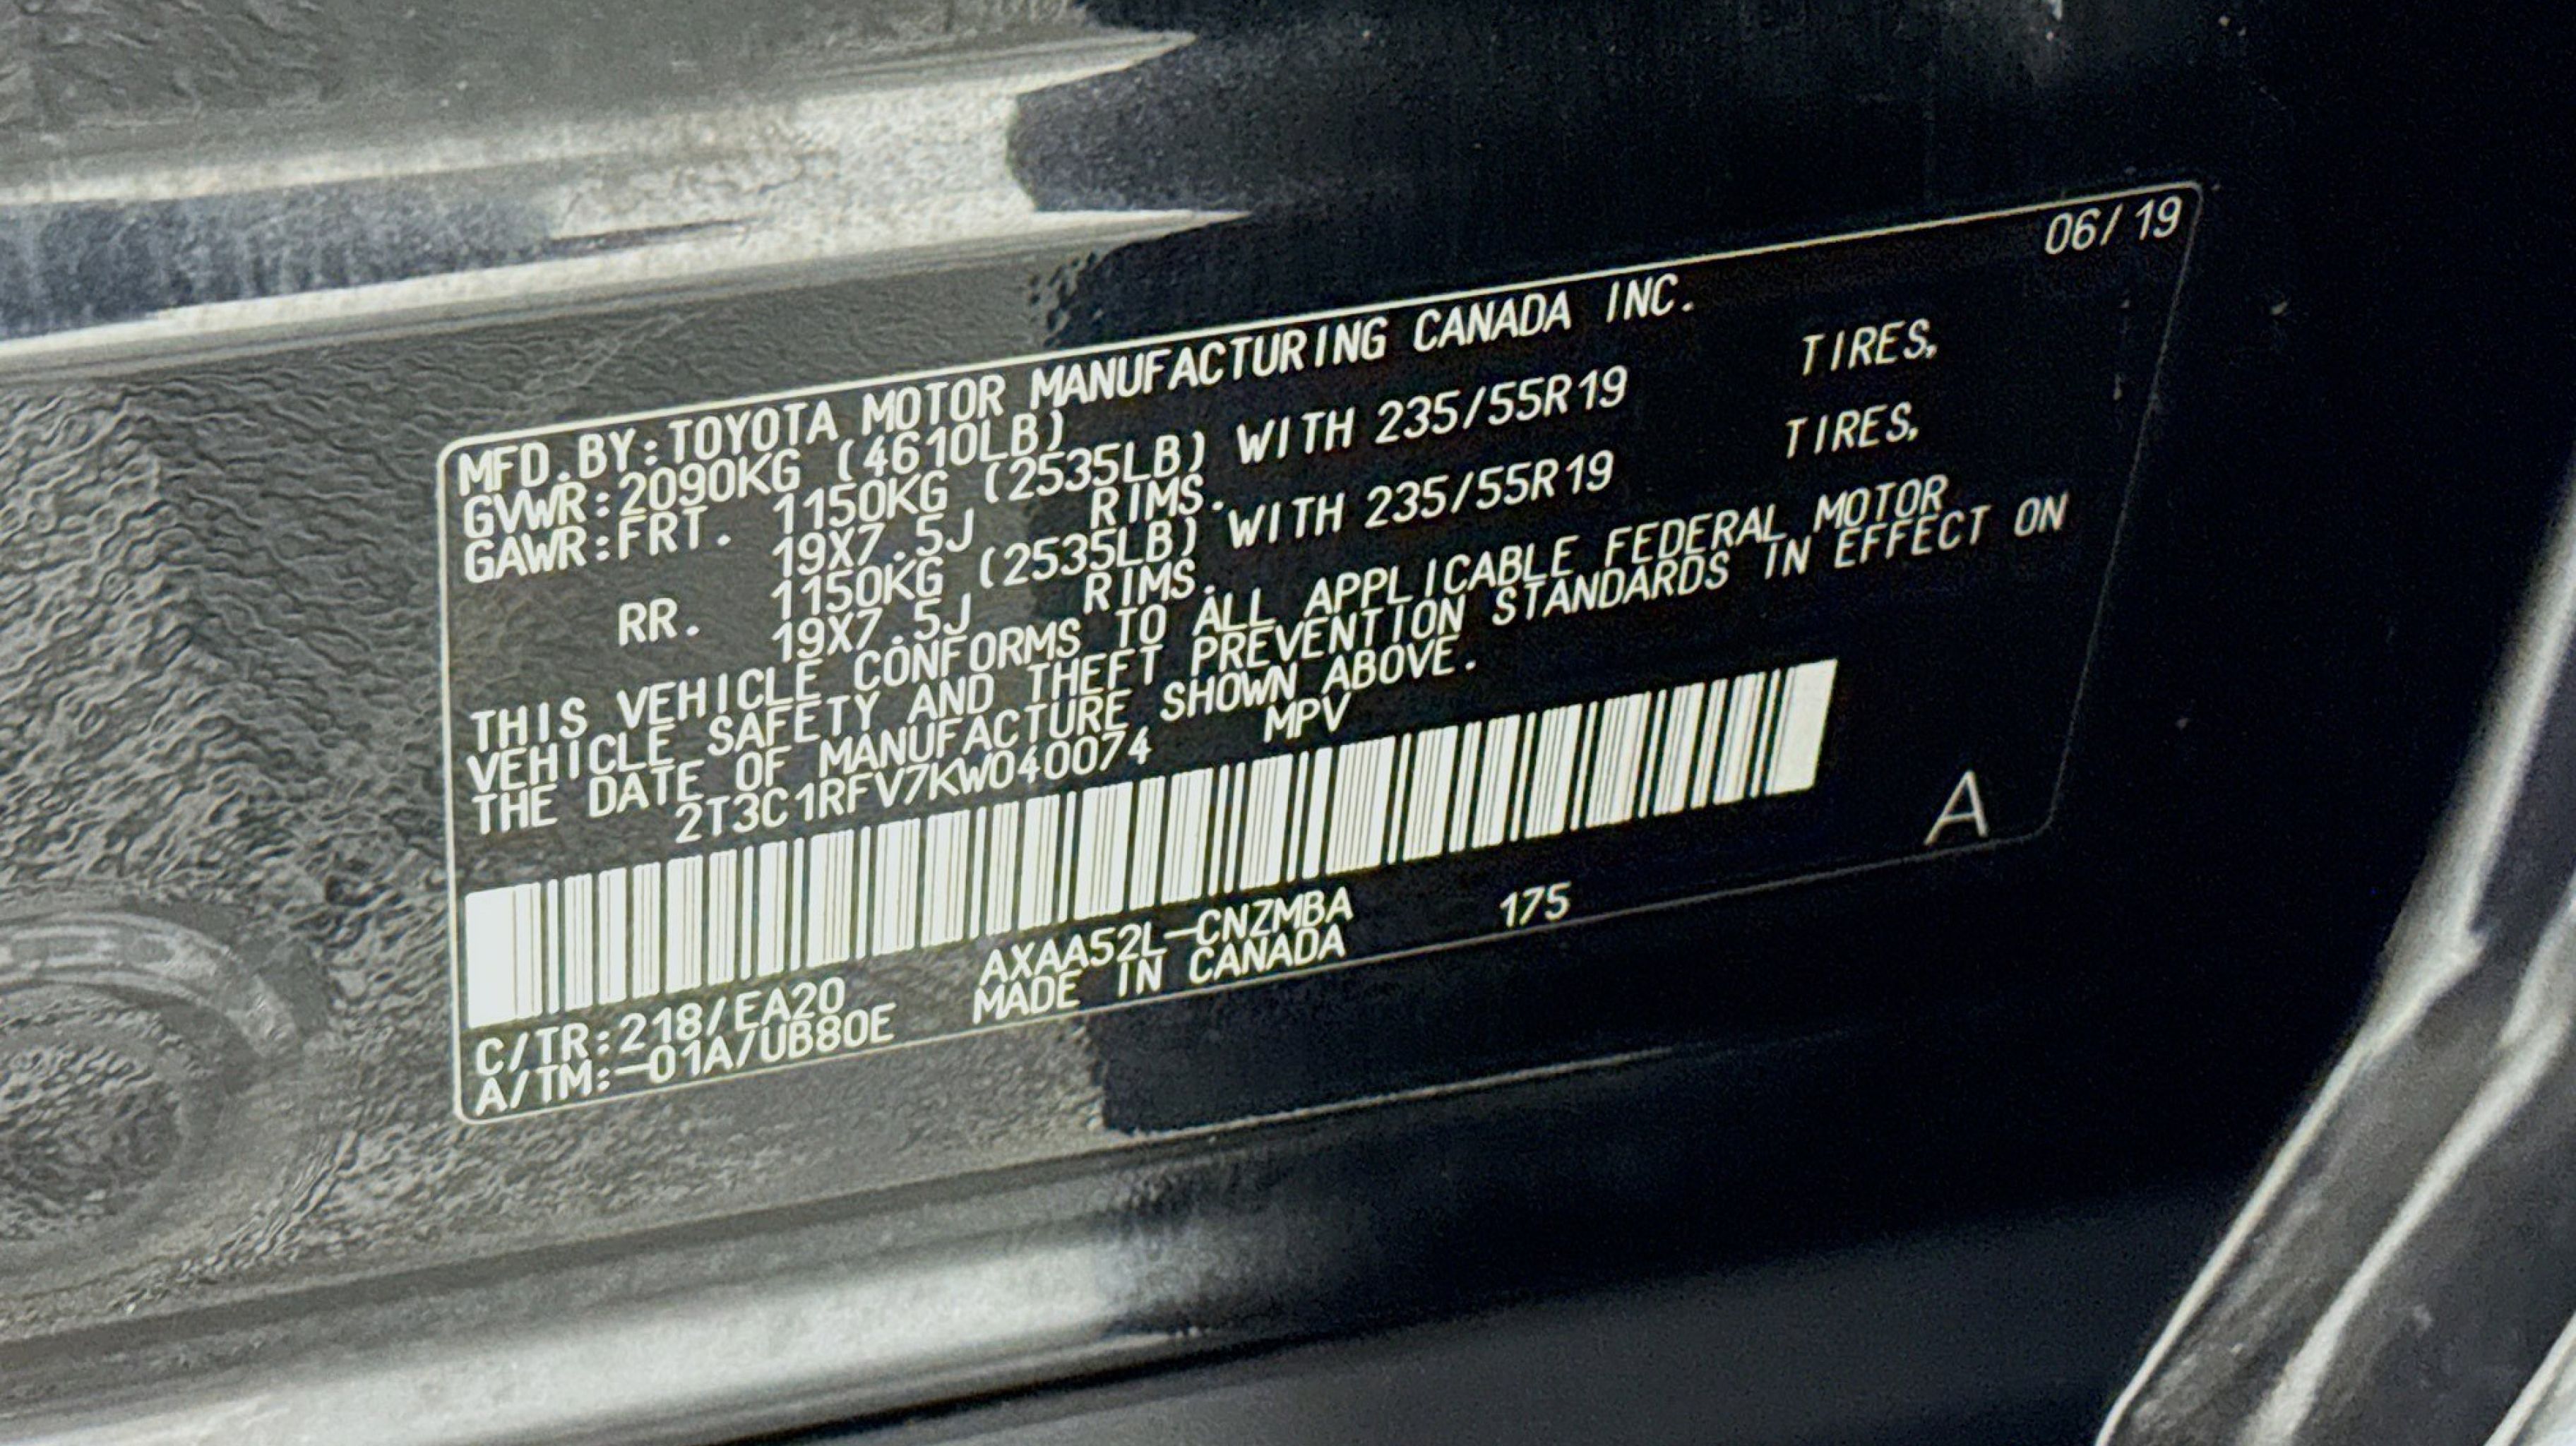 06/19
MFD.BY:TOYOTA MOTOR MANUFACTURING CANADA INC.
GVWR:2090KG (4610LB)
GAWR:FRT. 1150KG (2535LB) WITH 235/55R19 TIRES,
19X7.5J RIMS.
RR. 1150KG (2535LB) WITH 235/55R19 TIRES,
19X7.5J RIMS.
THIS VEHICLE CONFORMS TO ALL APPLICABLE FEDERAL MOTOR
VEHICLE SAFETY AND THEFT PREVENTION STANDARDS IN EFFECT ON
THE DATE OF MANUFACTURE SHOWN ABOVE.
2T3C1RFV7KW040074 MPV
A
C/TR:218/EA20 AXAA52L-CNZMBA 175
A/TM:-01A/UB80E MADE IN CANADA